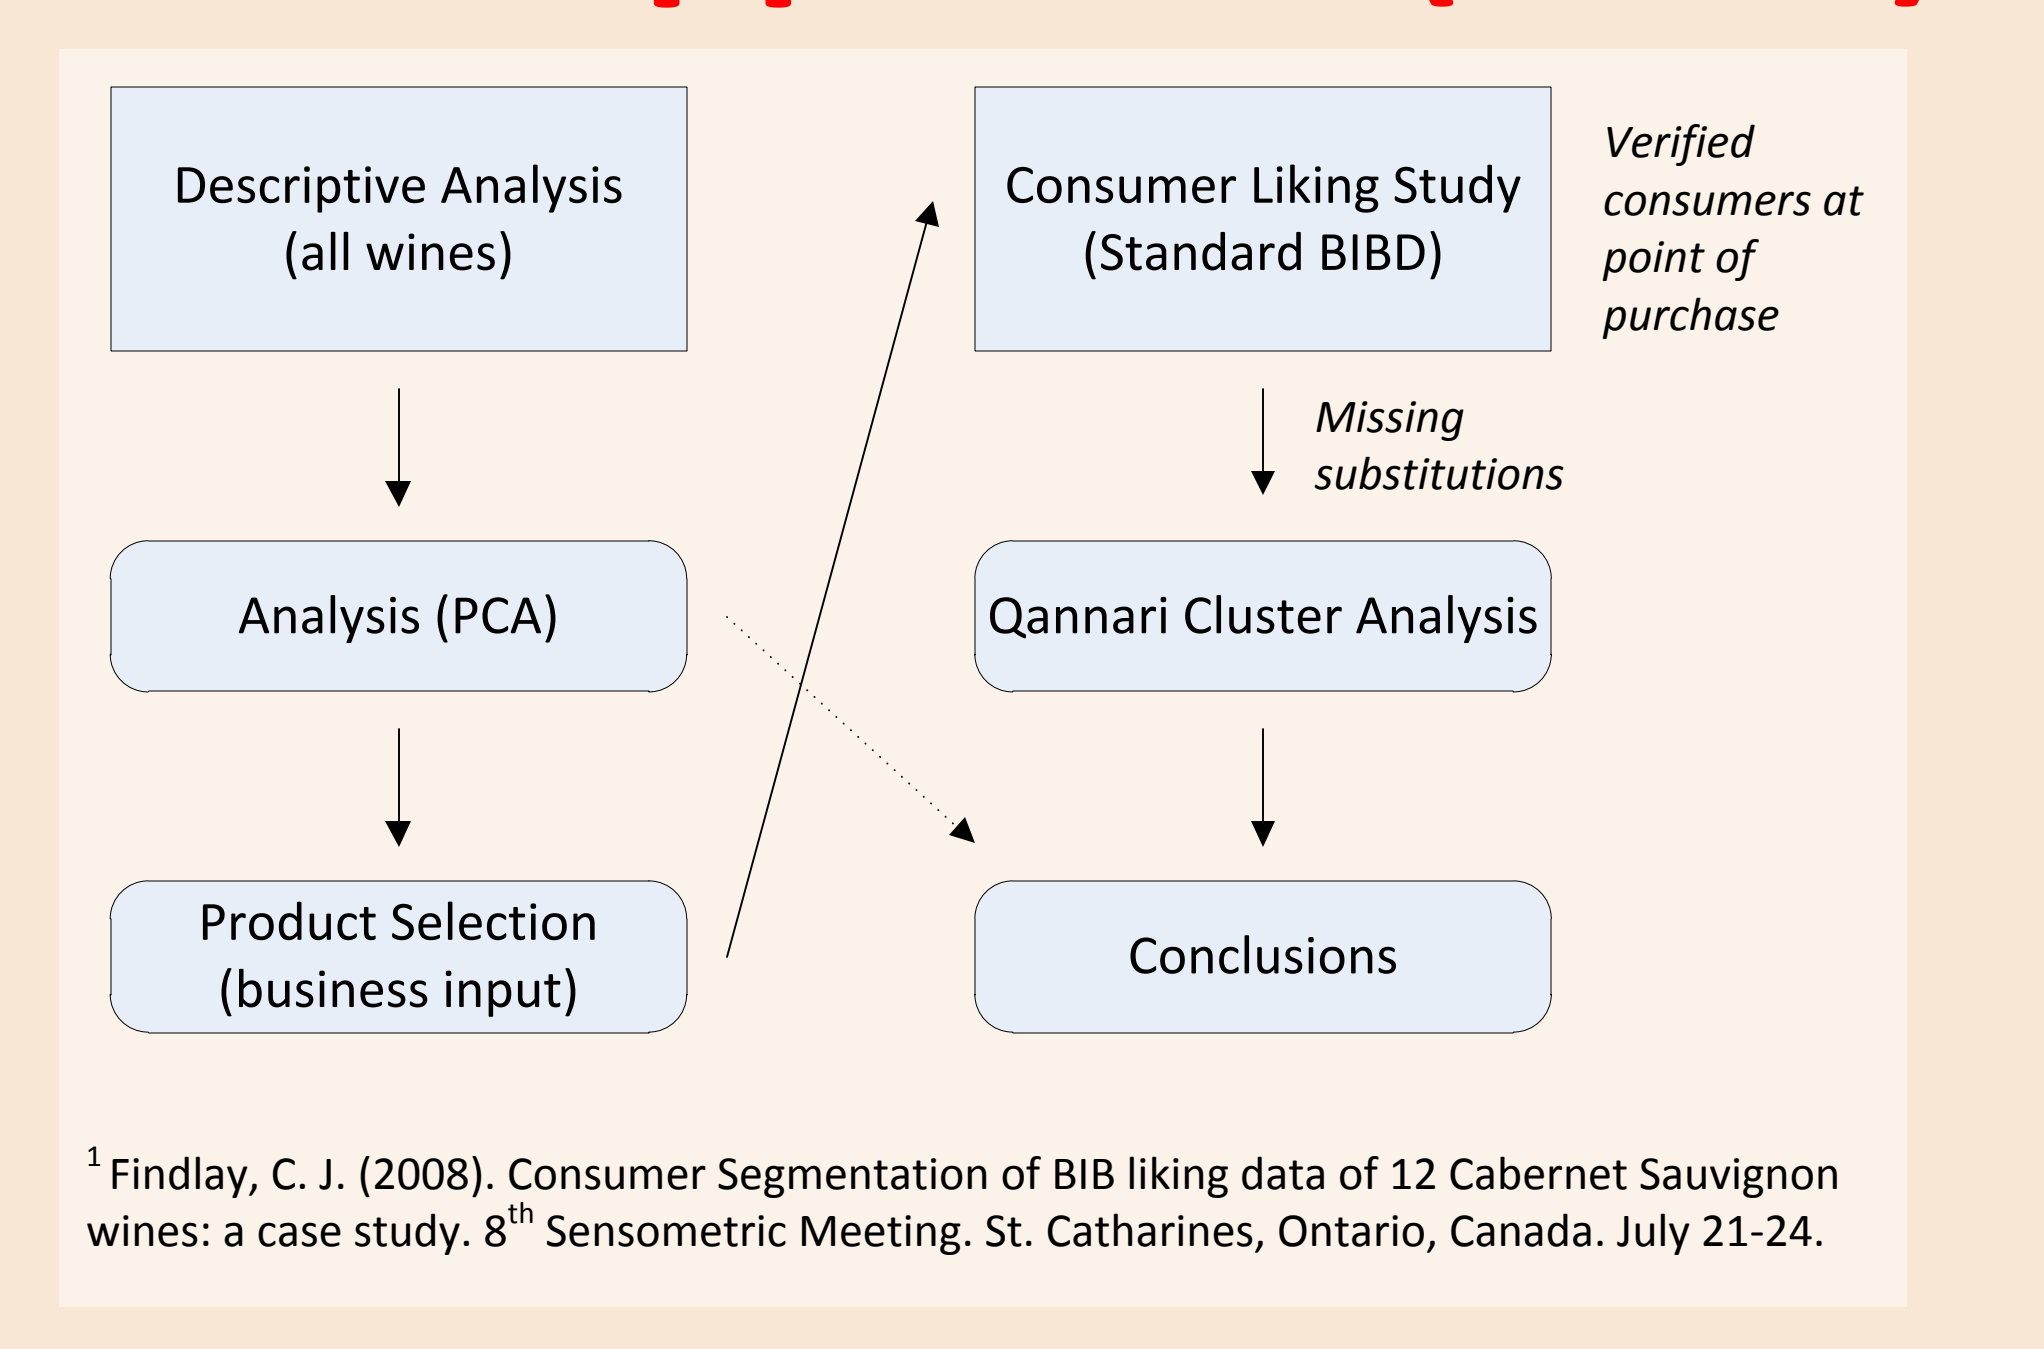 Descriptive Analysis
(all wines)
Analysis (PCA)
Product Selection
(business input)
Consumer Liking Study
(Standard BIBD)
Verified
consumers at
point of
purchase
Missing
substitutions
Qannari Cluster Analysis
Conclusions
1 Findlay, C. J. (2008). Consumer Segmentation of BIB liking data of 12 Cabernet Sauvignon
wines: a case study. 8th Sensometric Meeting. St. Catharines, Ontario, Canada. July 21-24.